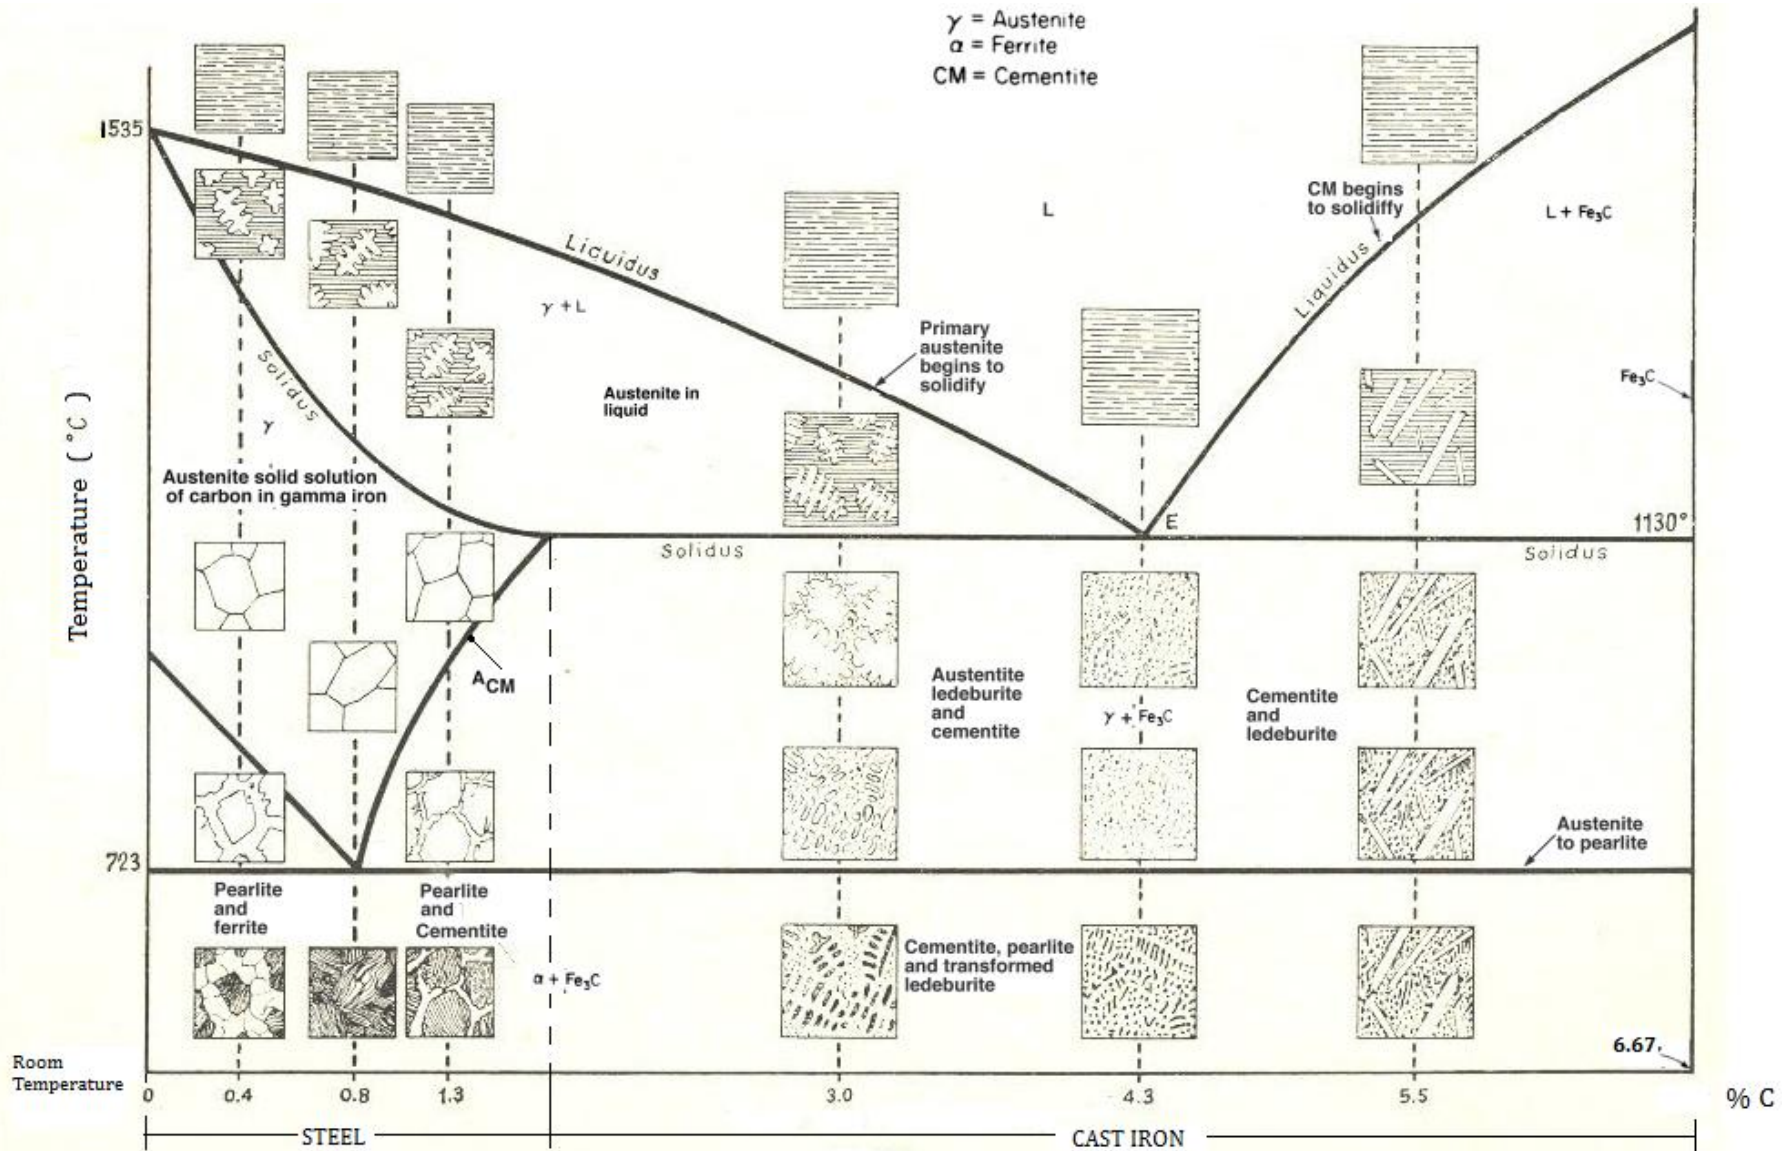 γ = Austenite
α = Ferrite
CM = Cementite
1535
Temperature ( °C )
Liquidus
γ + L
Solidus
γ
Austenite solid solution
of carbon in gamma iron
Austenite in
liquid
L
Primary
austenite
begins to
solidify
CM begins
to solidiffy
Liquidus
L + Fe₃C
Fe₃C
E
1130°
Solidus
Solidus
A CM
Austentite
ledeburite
and
cementite
γ + Fe₃C
Cementite
and
ledeburite
Austenite
to pearlite
723
Pearlite
and
ferrite
Pearlite
and
Cementite
α + Fe₃C
Cementite, pearlite
and transformed
ledeburite
6.67
Room
Temperature
0 0.4 0.8 1.3 3.0 4.3 5.5 % C
STEEL CAST IRON